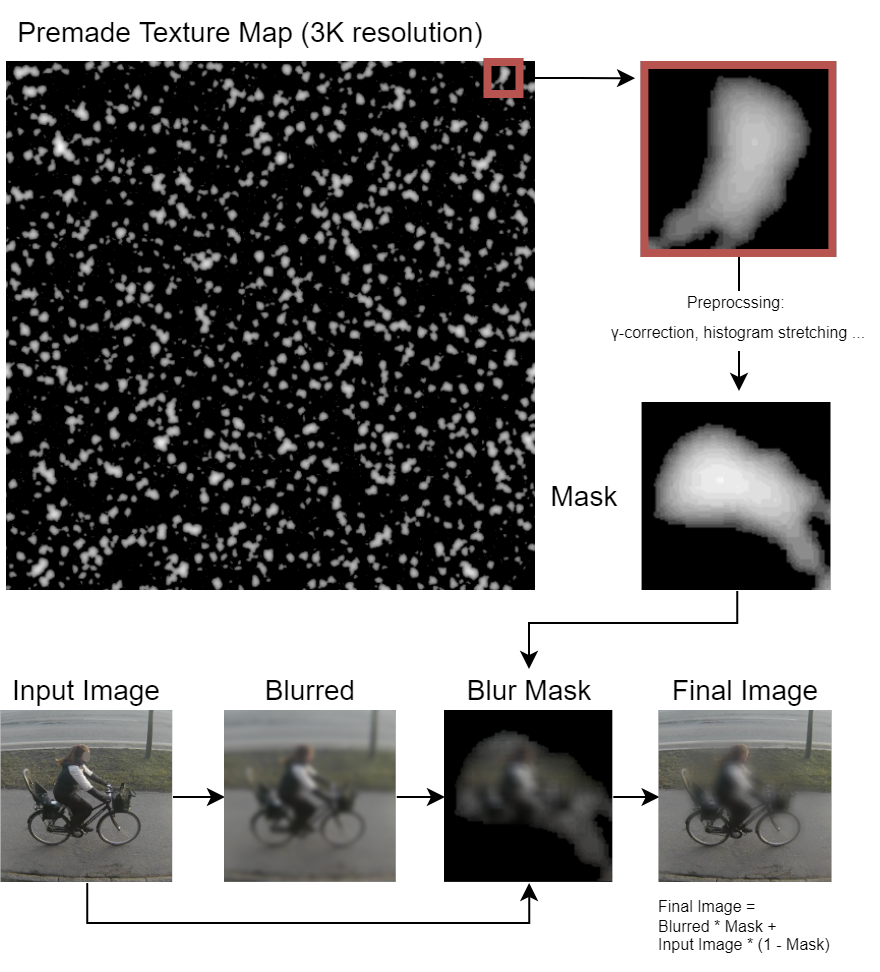 Premade Texture Map (3K resolution)
Preprocssing:
γ-correction, histogram stretching ...
Mask
Input Image
Blurred
Blur Mask
Final Image
Final Image =
Blurred * Mask +
Input Image * (1 - Mask)